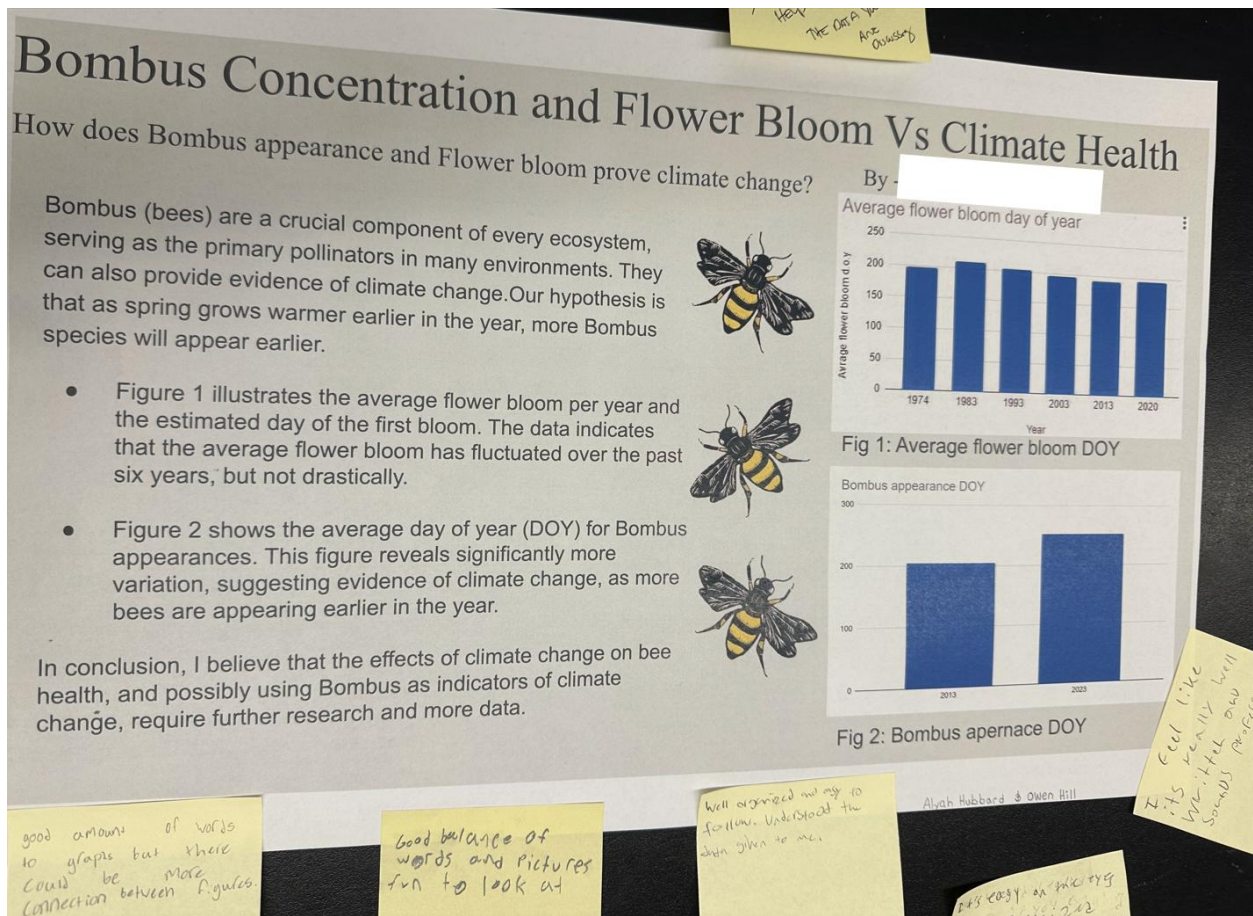 HELP
THE DATA YOU
ARE
Bombus Concentration and Flower Bloom Vs Climate Health
How does Bombus appearance and Flower bloom prove climate change?
By -
Bombus (bees) are a crucial component of every ecosystem,
serving as the primary pollinators in many environments. They
can also provide evidence of climate change.Our hypothesis is
that as spring grows warmer earlier in the year, more Bombus
species will appear earlier.
• Figure 1 illustrates the average flower bloom per year and
the estimated day of the first bloom. The data indicates
that the average flower bloom has fluctuated over the past
six years, but not drastically.
• Figure 2 shows the average day of year (DOY) for Bombus
appearances. This figure reveals significantly more
variation, suggesting evidence of climate change, as more
bees are appearing earlier in the year.
In conclusion, I believe that the effects of climate change on bee
health, and possibly using Bombus as indicators of climate
change, require further research and more data.
Average flower bloom day of year
Avrage flower bloom d.o.y
250
200
150
100
50
0
1974 1983 1993 2003 2013 2020
Year
Fig 1: Average flower bloom DOY
Bombus appearance DOY
300
200
100
0
2013 2023
Fig 2: Bombus apernace DOY
Alyah Hubbard & Owen Hill
good amound of words
to graphs but there
could be more
connection between figures.
Good balance of
words and Pictures
fun to look at
Well organized and easy to
follow. Understood the
data given to me.
I feel like
its really well
written and
sounds